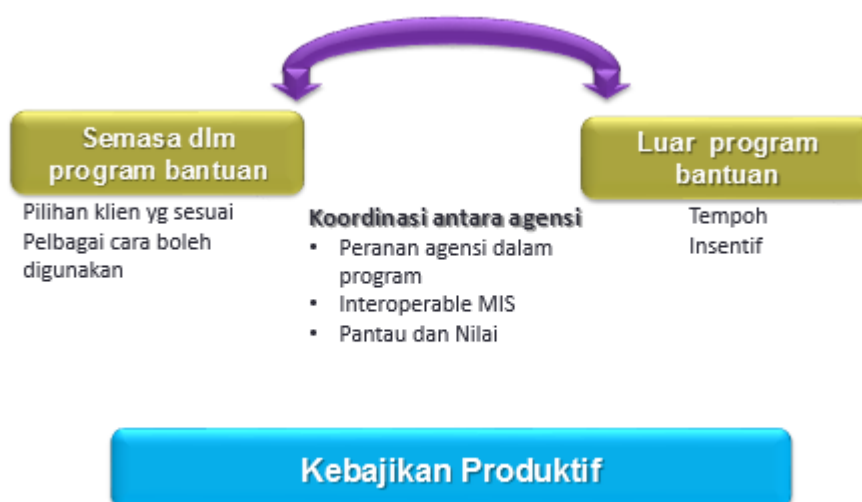 Semasa dlm
program bantuan
Pilihan klien yg sesuai
Pelbagai cara boleh
digunakan
Koordinasi antara agensi
• Peranan agensi dalam
program
• Interoperable MIS
• Pantau dan Nilai
Luar program
bantuan
Tempoh
Insentif
Kebajikan Produktif